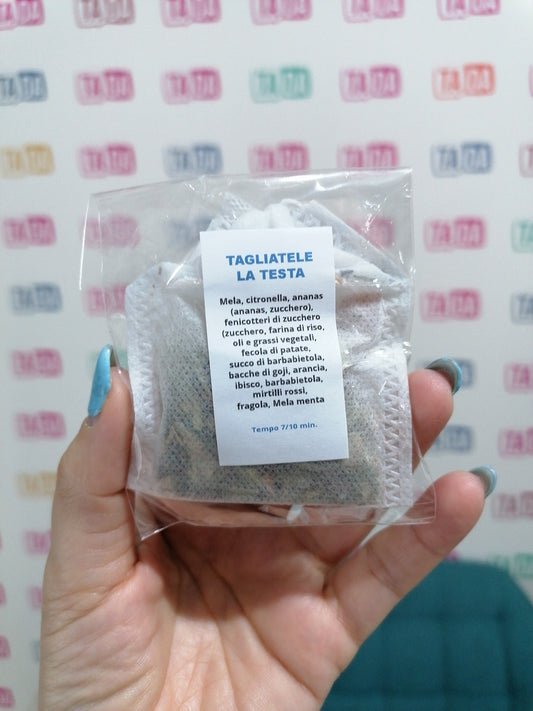 TAGLIATELE
LA TESTA
Mela, citronella, ananas
(ananas, zucchero),
fenicotteri di zucchero
(zucchero, farina di riso,
oli e grassi vegetali,
fecola di patate,
succo di barbabietola,
bacche di goji, arancia,
ibisco, barbabietola,
mirtilli rossi,
fragola, Mela menta
Tempo 7/10 min.
TADA